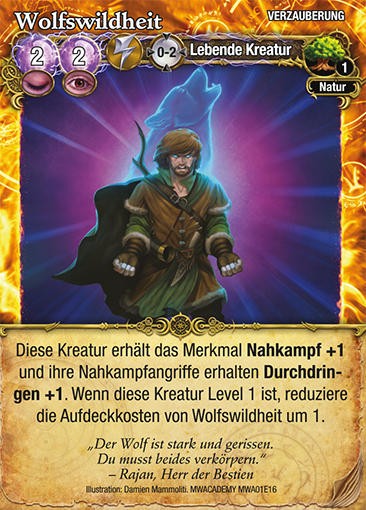 Wolfswildheit
VERZAUBERUNG
2 2 0-2 Lebende Kreatur
1
Natur
Diese Kreatur erhält das Merkmal Nahkampf +1
und ihre Nahkampfangriffe erhalten Durchdrin-
gen +1. Wenn diese Kreatur Level 1 ist, reduziere
die Aufdeckkosten von Wolfswildheit um 1.
„Der Wolf ist stark und gerissen.
Du musst beides verkörpern.“
– Rajan, Herr der Bestien
Illustration: Damien Mammoliti. MWACADEMY MWA01E16